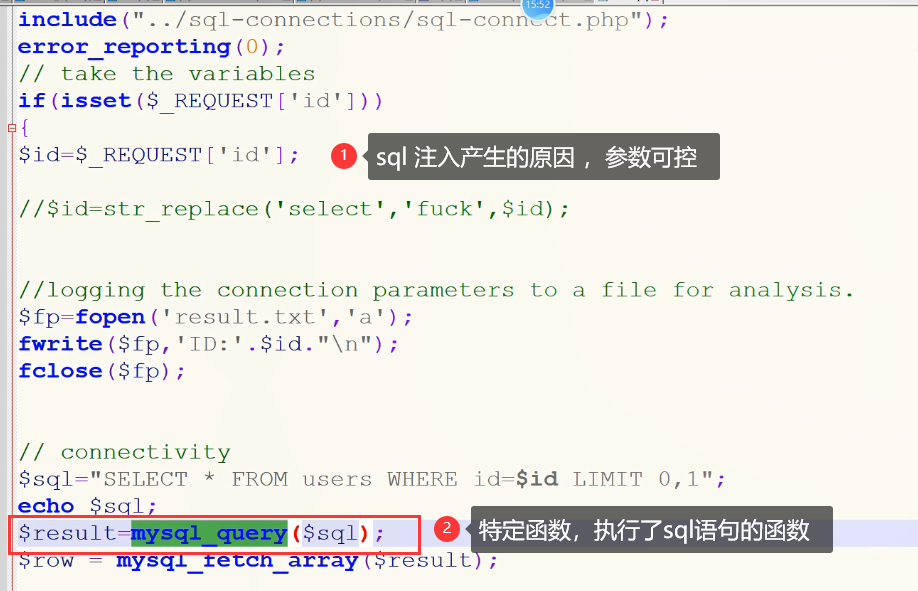 15:52
include("../sql-connections/sql-connect.php");
error_reporting(0);
// take the variables
if(isset($_REQUEST['id']))
{
$id=$_REQUEST['id'];
1 sql 注入产生的原因 ，参数可控
//$id=str_replace('select','fuck',$id);
//logging the connection parameters to a file for analysis.
$fp=fopen('result.txt','a');
fwrite($fp,'ID:'.$id."\n");
fclose($fp);
// connectivity
$sql="SELECT * FROM users WHERE id=$id LIMIT 0,1";
echo $sql;
$result=mysql_query($sql);
2 特定函数，执行了sql语句的函数
$row = mysql_fetch_array($result);